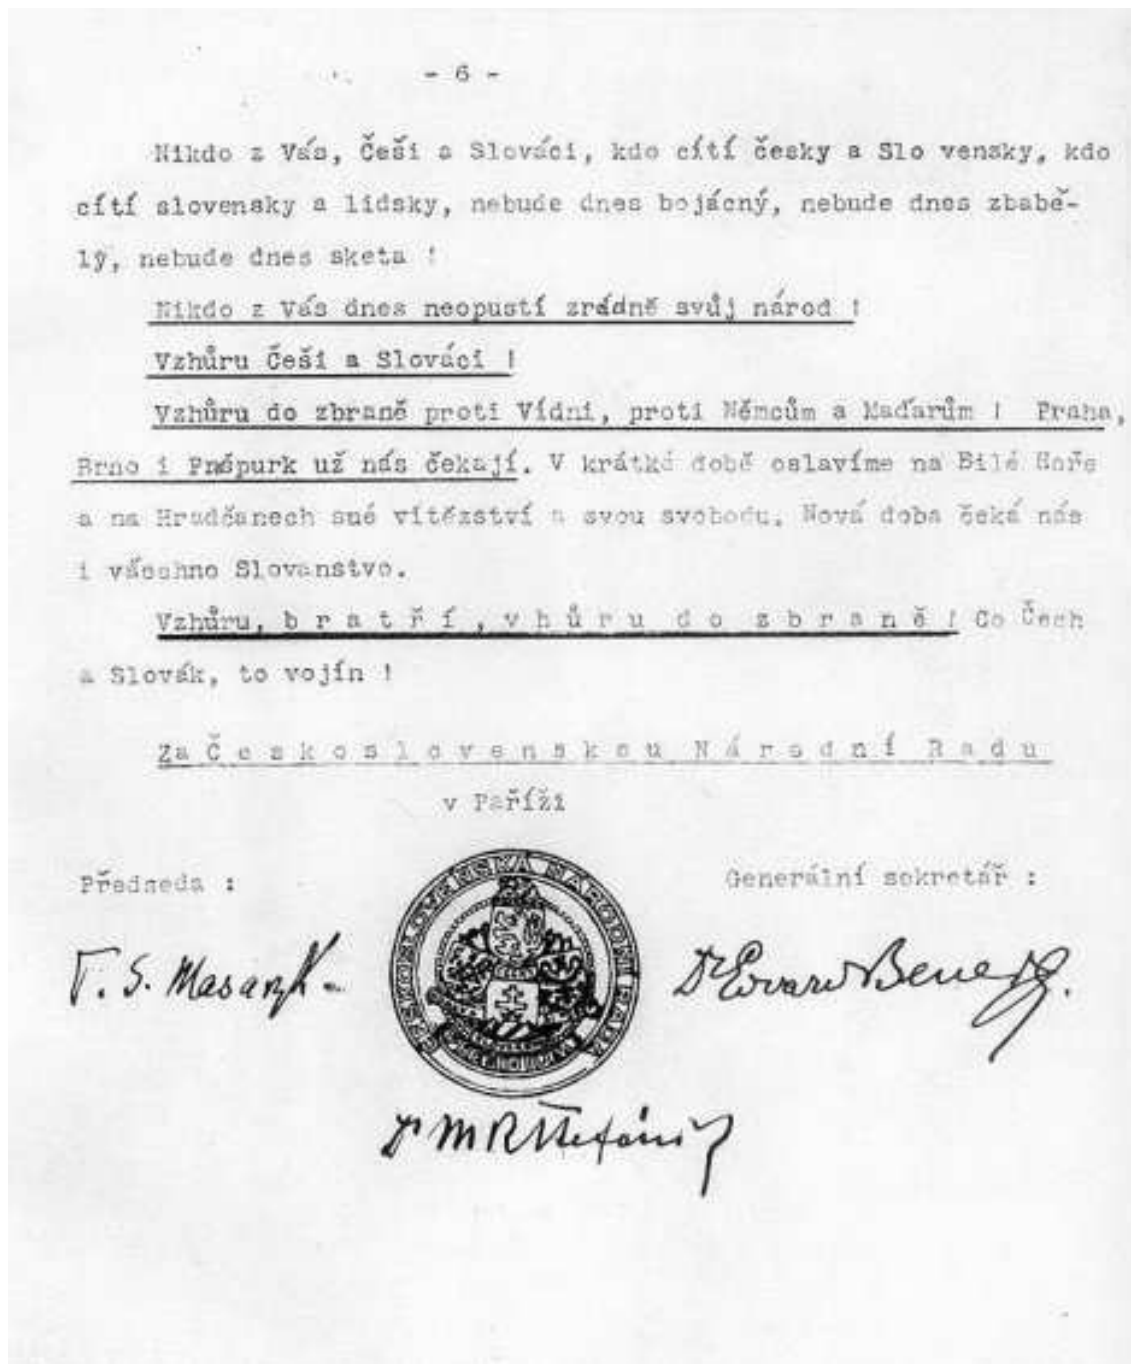 - 6 -
Nikdo z Vás, Češi a Slováci, kdo cítí česky a Slo vensky, kdo
cítí slovensky a lidsky, nebude dnes bojácný, nebude dnes zbabě-
lý, nebude dnes sketa !
Nikdo z Vás dnes neopustí zrádně svůj národ !
Vzhůru Češi a Slováci !
Vzhůru do zbraně proti Vídni, proti Němcům a Maďarům ! Praha,
Brno i Prešpurk už nás čekají. V krátké době oslavíme na Bílé Hoře
a na Hradčanech své vítězství a svou svobodu. Nová doba čeká nás
i všechno Slovanstvo.
Vzhůru, b r a t ř í , v h ů r u d o z b r a n ě ! Co Čech
a Slovák, to vojín !
Za Č e s k o s l o v e n s k o u N á r o d n í R a d u
v Paříži
Předseda :
Generální sekretář :
ČESKOSLOVENSKÁ NÁRODNÍ RADA
T. G. Masaryk
Dr Edvard Beneš.
Dr M R Štefánik